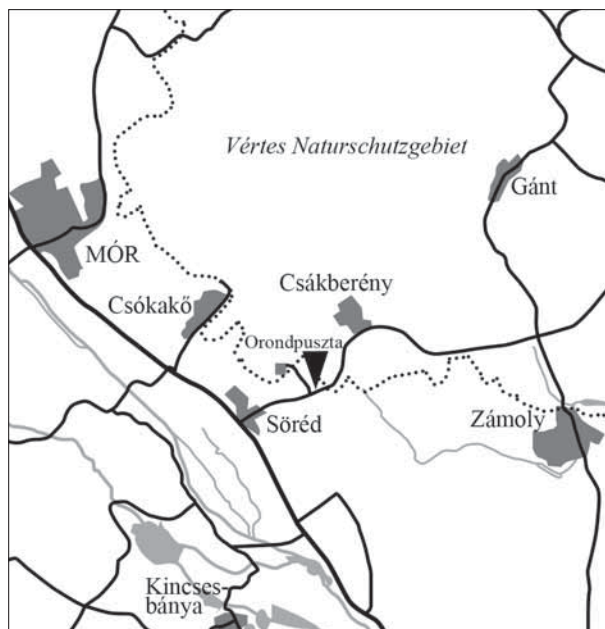 Vértes Naturschutzgebiet
Gánt
MÓR
Csákberény
Csókakő
Orondpuszta
Söréd
Zámoly
Kincses-
bánya